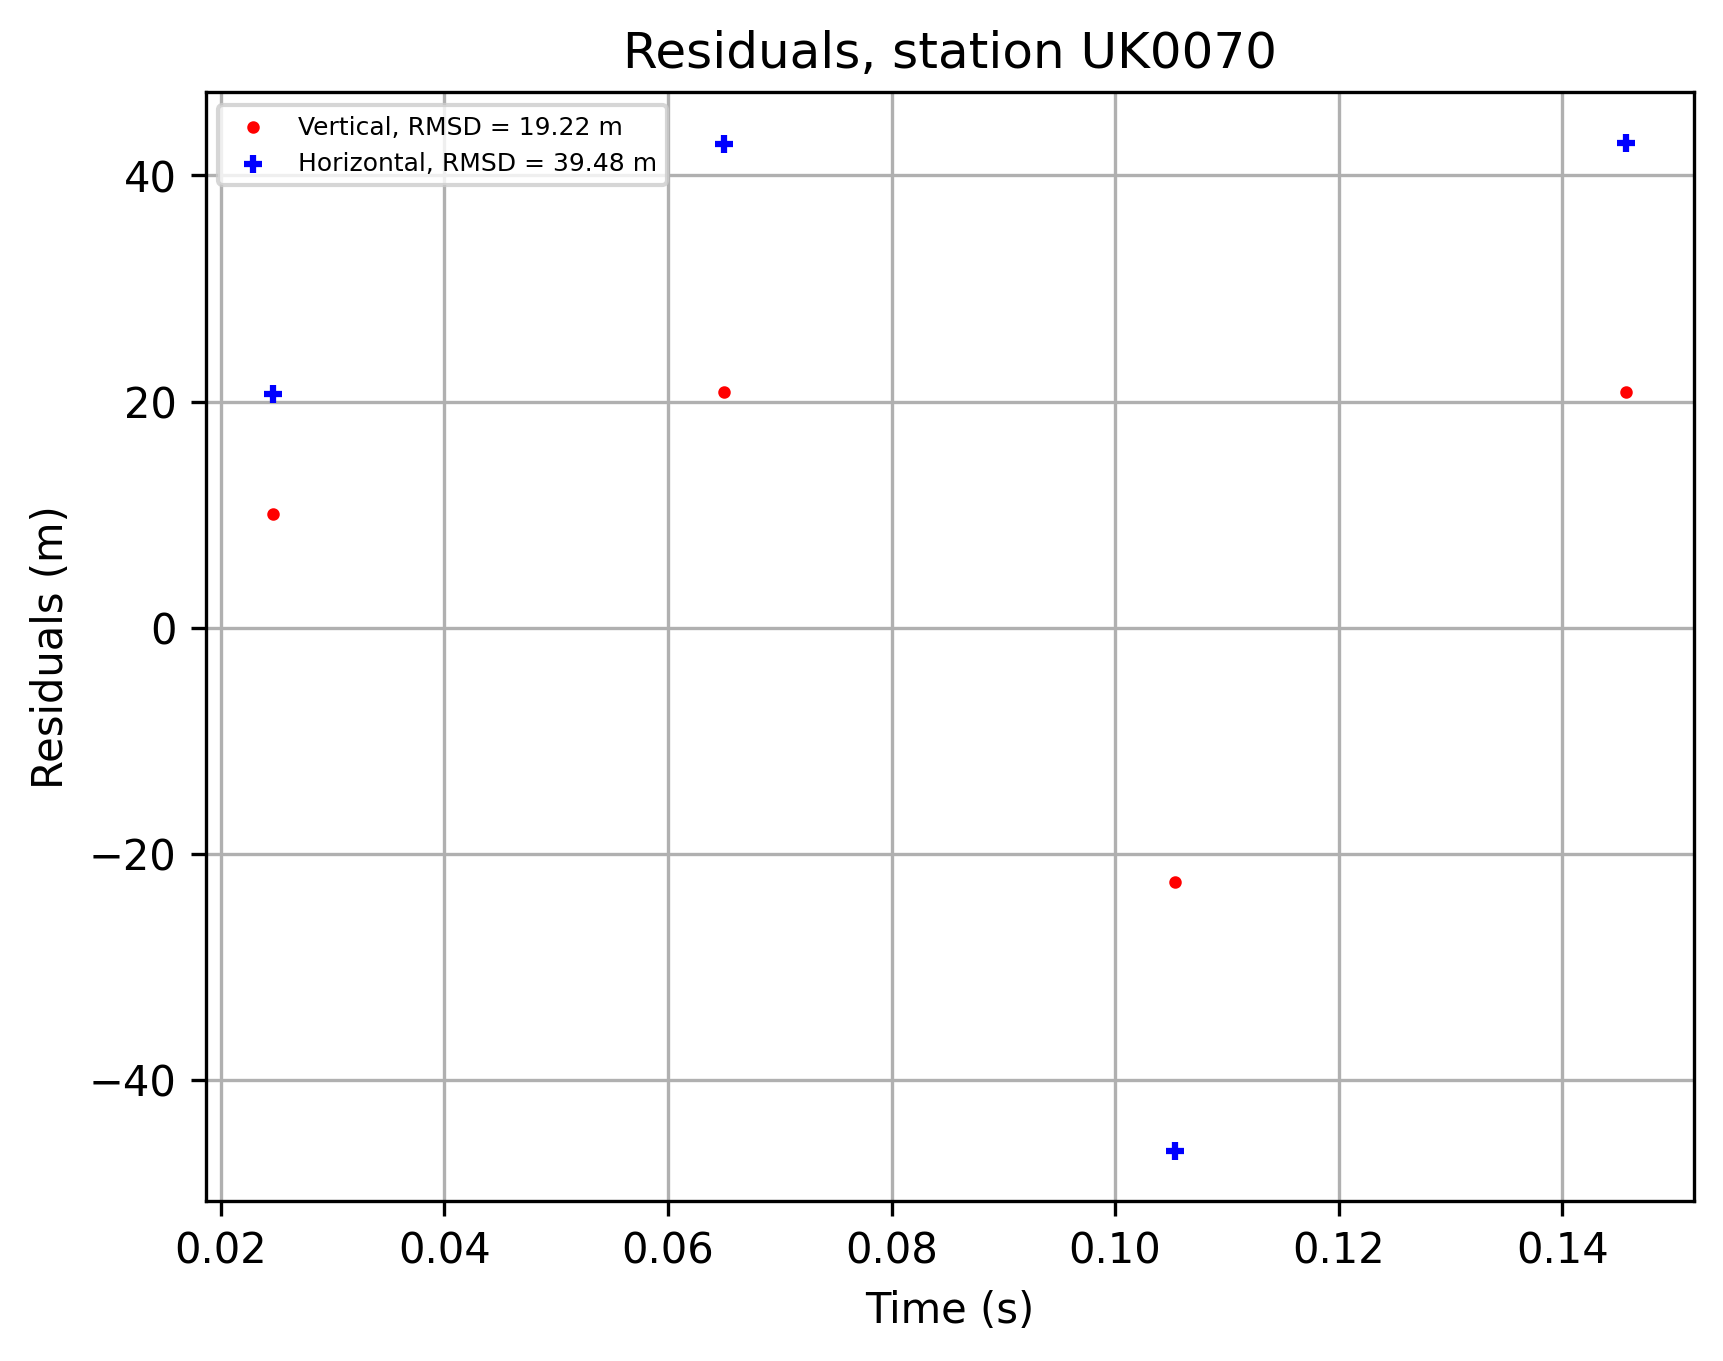 Residuals, station UK0070
Vertical, RMSD = 19.22 m
Horizontal, RMSD = 39.48 m
40
20
0
−20
−40
Residuals (m)
0.02 0.04 0.06 0.08 0.10 0.12 0.14
Time (s)